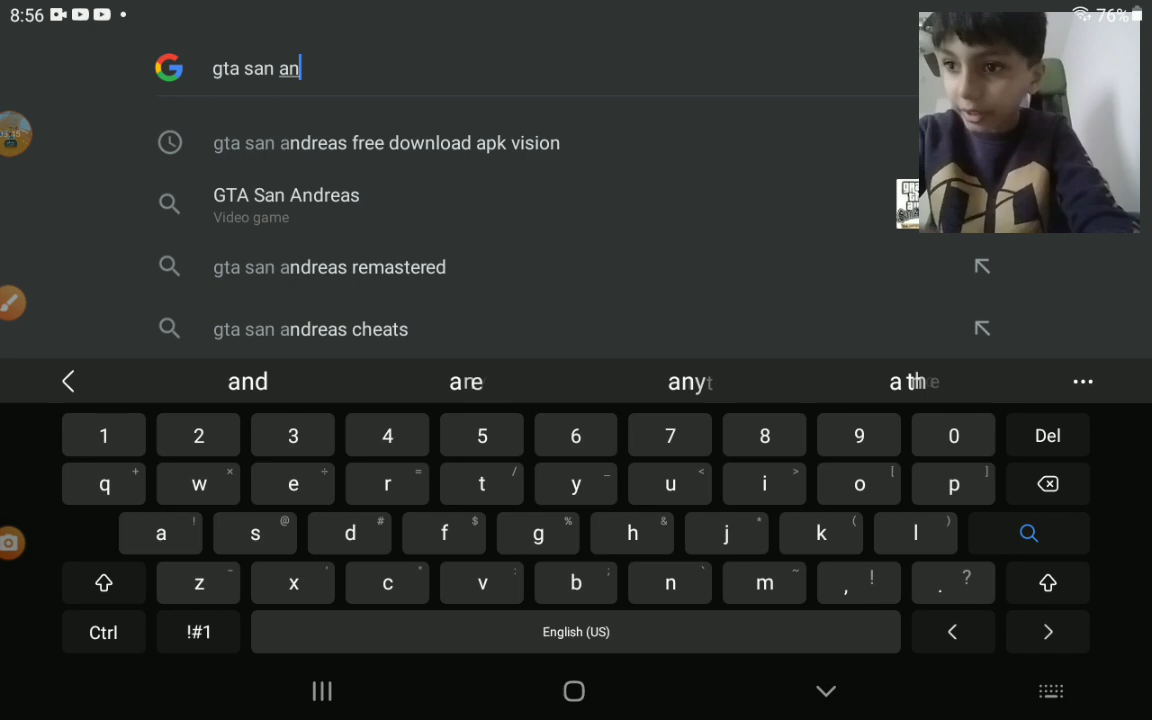 8:56
76%
gta san an
gta san andreas free download apk vision
GTA San Andreas
Video game
gta san andreas remastered
gta san andreas cheats
and are any
1 2 3 4 5 6 7 8 9 0 Del
+ × ÷ = / _ < > [ ]
q w e r t y u i o p
! @ # $ % & * ( )
a s d f g h j k l
- ' " : ; ` ~ ! ?
z x c v b n m , .
Ctrl !#1 English (US) < >